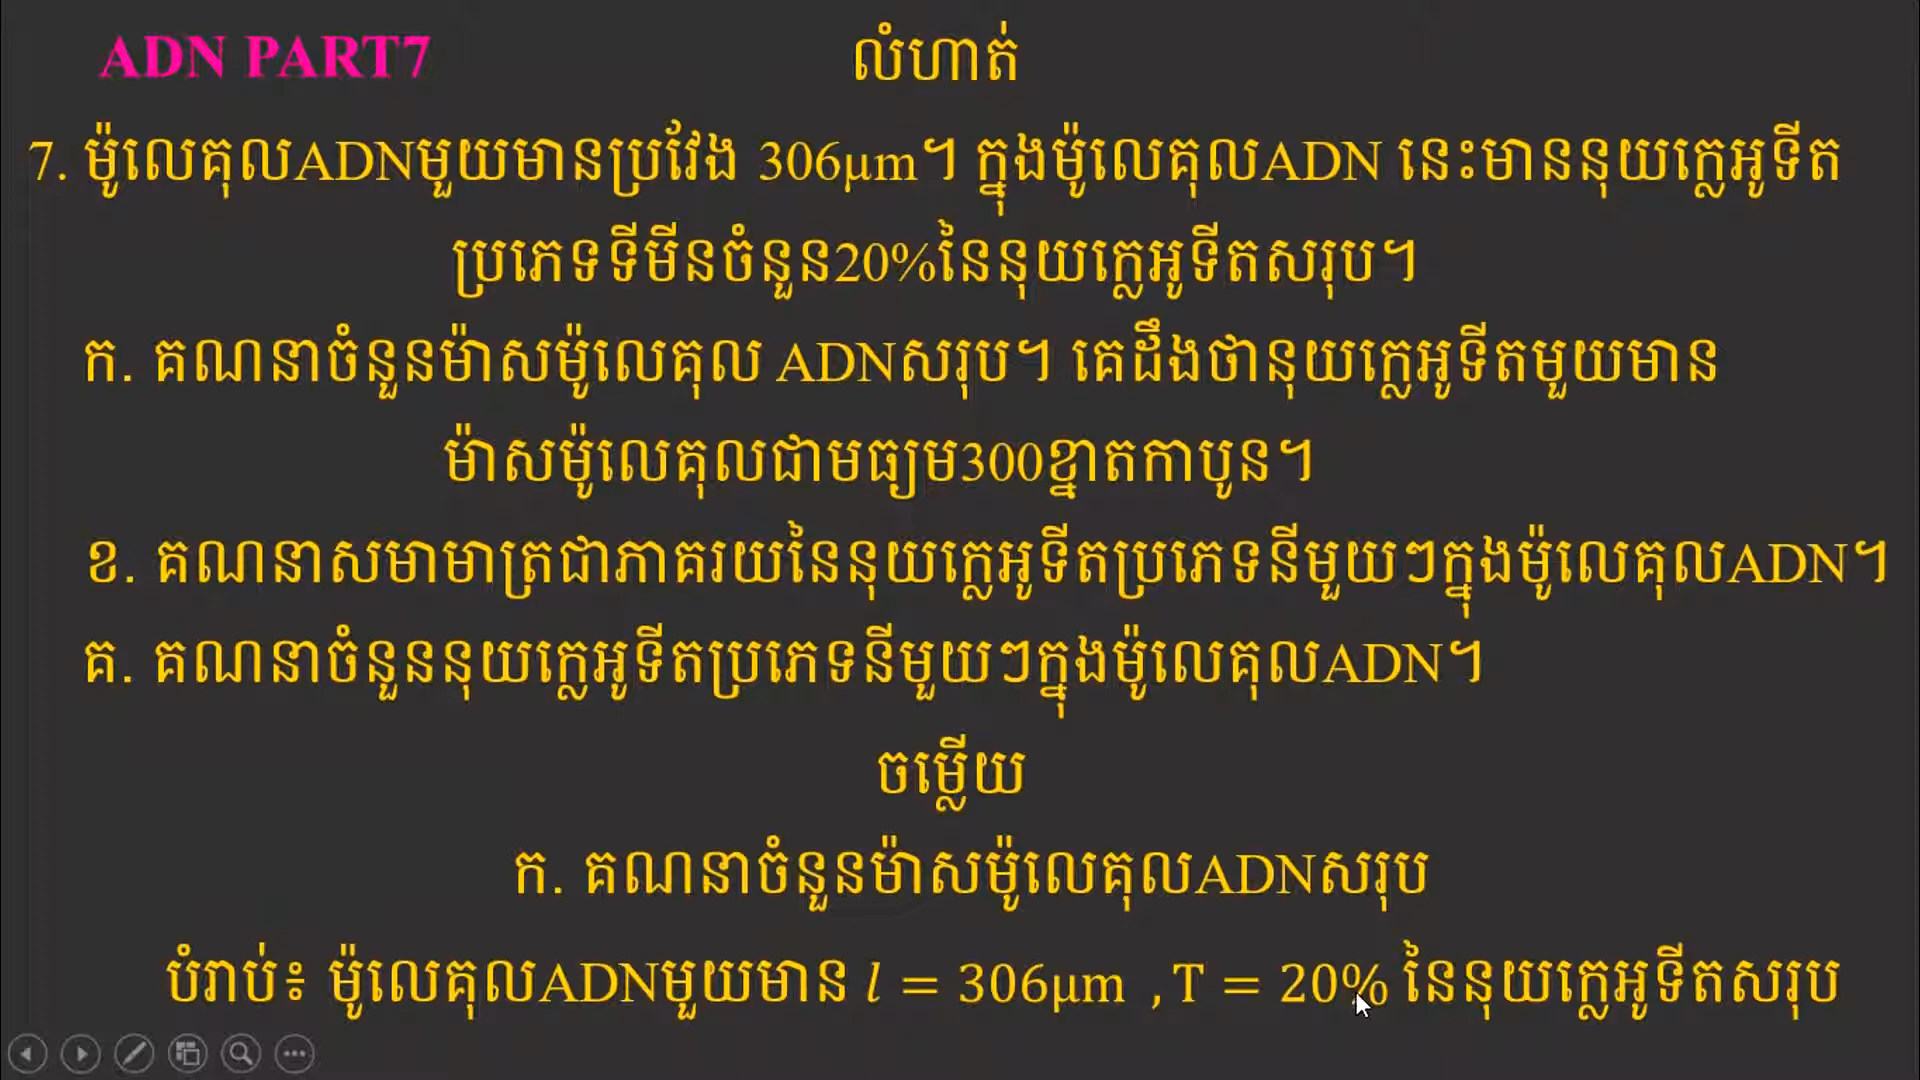 ADN PART7 លំហាត់
7. ម៉ូលេគុលADNមួយមានប្រវែង 306µm។ ក្នុងម៉ូលេគុលADN នេះមាននុយក្លេអូទីត
ប្រភេទទីមីនចំនួន20%នៃនុយក្លេអូទីតសរុប។
ក. គណនាចំនួនម៉ាសម៉ូលេគុល ADNសរុប។ គេដឹងថានុយក្លេអូទីតមួយមាន
ម៉ាសម៉ូលេគុលជាមធ្យម300ខ្នាតកាបូន។
ខ. គណនាសមាមាត្រជាភាគរយនៃនុយក្លេអូទីតប្រភេទនីមួយៗក្នុងម៉ូលេគុលADN។
គ. គណនាចំនួននុយក្លេអូទីតប្រភេទនីមួយៗក្នុងម៉ូលេគុលADN។
ចម្លើយ
ក. គណនាចំនួនម៉ាសម៉ូលេគុលADNសរុប
បំរាប់៖ ម៉ូលេគុលADNមួយមាន l = 306µm , T = 20% នៃនុយក្លេអូទីតសរុប